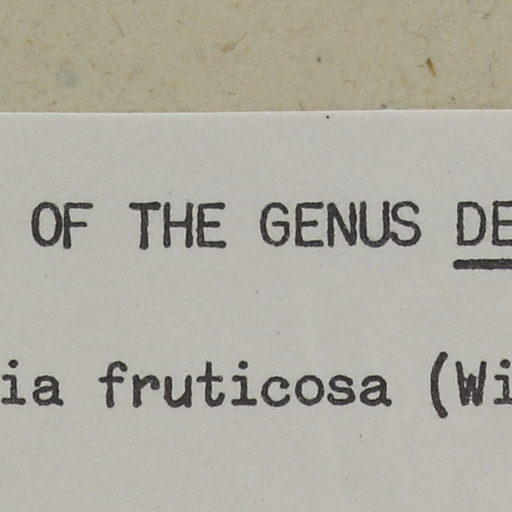 OF THE GENUS DE
ia fruticosa (Wi